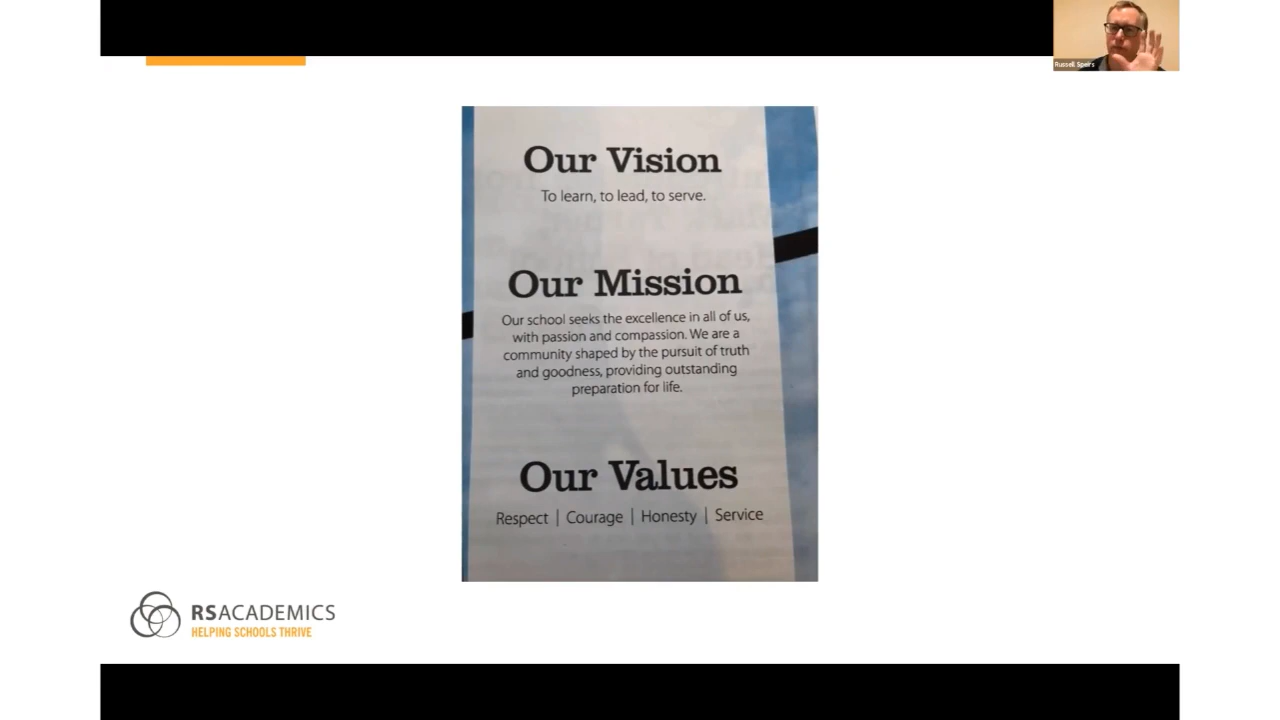 Russell Speirs
Our Vision
To learn, to lead, to serve.
Our Mission
Our school seeks the excellence in all of us,
with passion and compassion. We are a
community shaped by the pursuit of truth
and goodness, providing outstanding
preparation for life.
Our Values
Respect | Courage | Honesty | Service
RSACADEMICS
HELPING SCHOOLS THRIVE